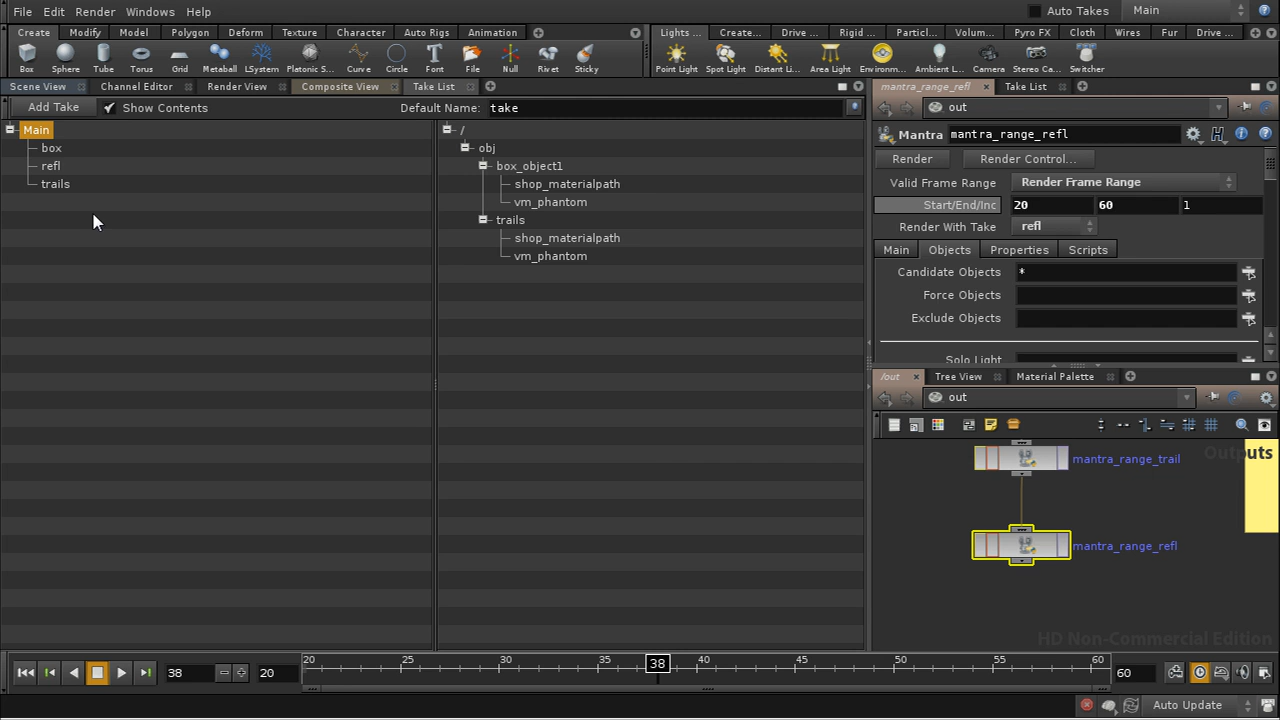 File Edit Render Windows Help Auto Takes Main
Create Modify Model Polygon Deform Texture Character Auto Rigs Animation Lights ... Create... Drive ... Rigid ... Particl... Volum... Pyro FX Cloth Wires Fur Drive ...
Box Sphere Tube Torus Grid Metaball LSystem Platonic S... Curve Circle Font File Null Rivet Sticky Point Light Spot Light Distant Li... Area Light Environm... Ambient L... Camera Stereo Ca... Switcher
Scene View Channel Editor Render View Composite View Take List mantra_range_refl Take List
Add Take Show Contents Default Name: take out
Main / Mantra mantra_range_refl
box obj
refl box_object1 Render Render Control...
trails shop_materialpath Valid Frame Range Render Frame Range
vm_phantom Start/End/Inc 20 60 1
trails Render With Take refl
shop_materialpath Main Objects Properties Scripts
vm_phantom
Candidate Objects *
Force Objects
Exclude Objects
Solo Light
/out Tree View Material Palette
out
Outputs
mantra_range_trail
mantra_range_refl
HD Non-Commercial Edition
38 20 20 25 30 35 38 40 45 50 55 60 60
Auto Update